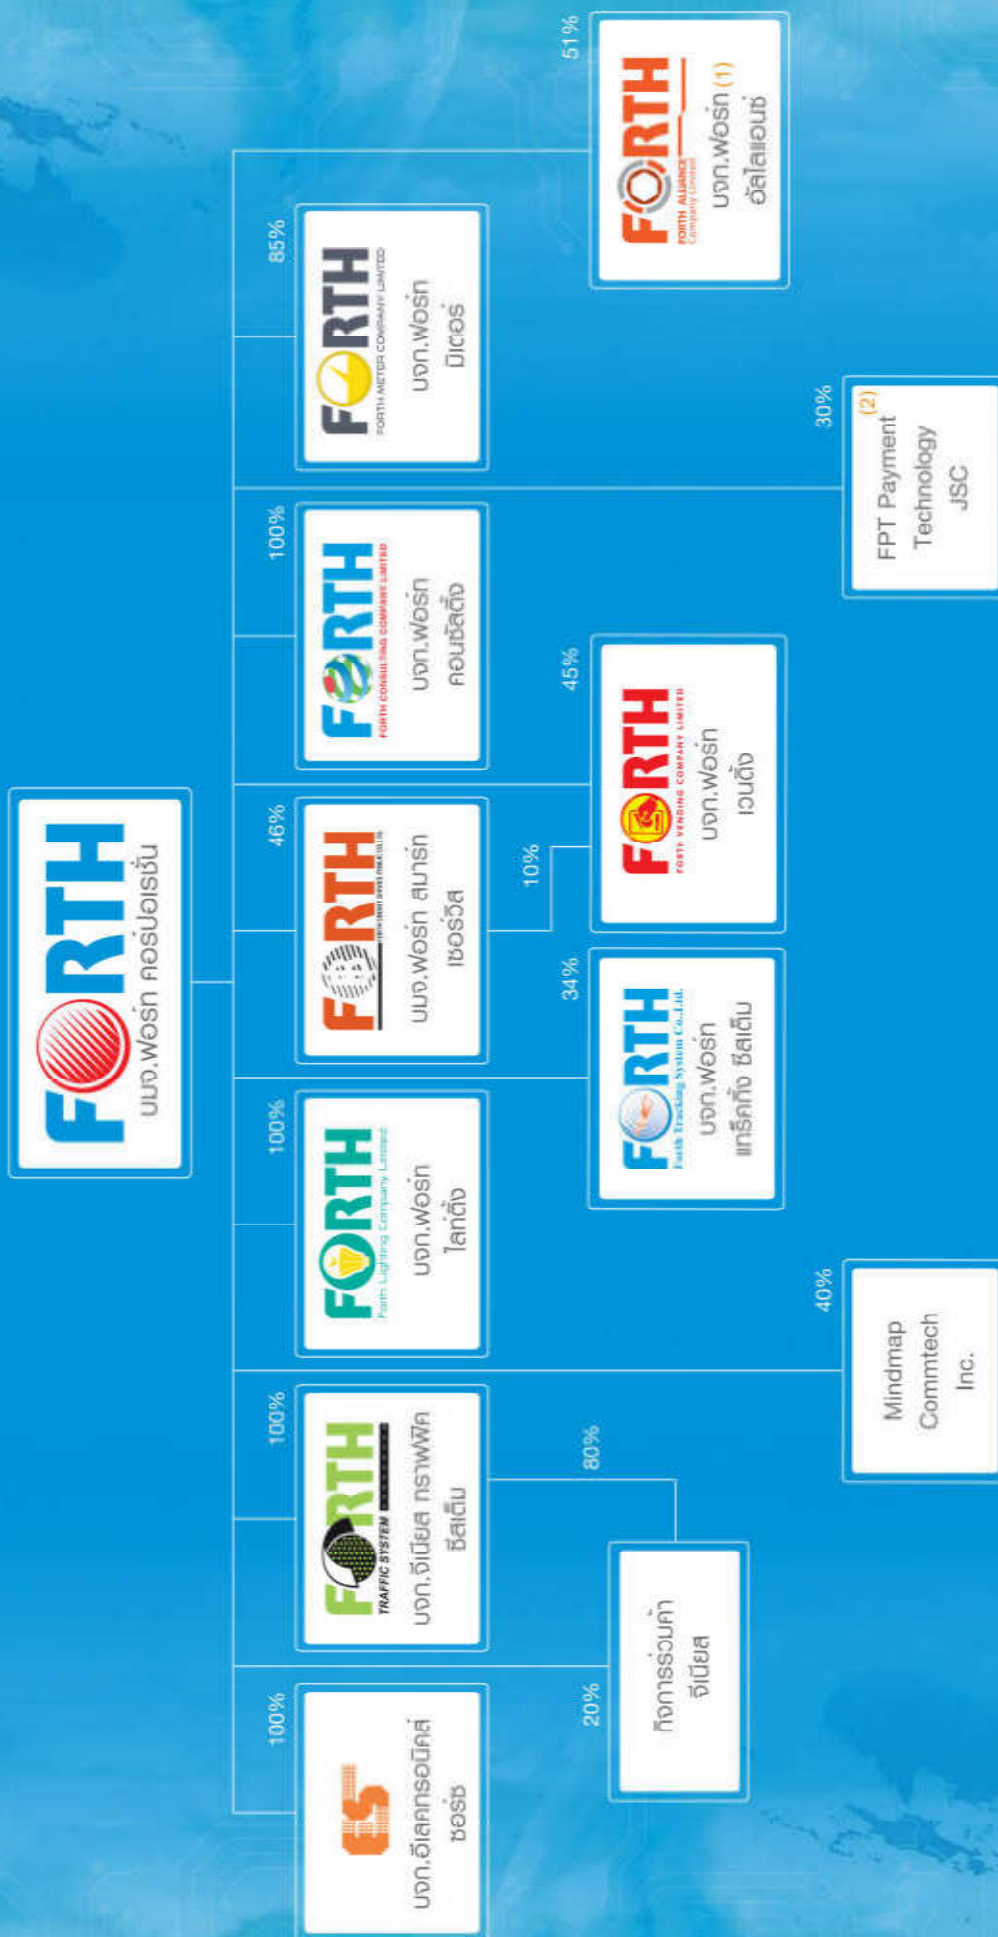 FORTH
บมจ.ฟอร์ท คอร์ปอเรชั่น
100%
ES
บจก.อีเลคทรอนิคส์
ซอร์ซ
100%
FORTH
TRAFFIC SYSTEM
บจก.จีเนียส ทราฟฟิค
ซีสเต็ม
100%
FORTH
Forth Lighting Company Limited
บจก.ฟอร์ท
ไลท์ติ้ง
46%
FORTH
บมจ.ฟอร์ท สมาร์ท
เซอร์วิส
100%
FORTH
FORTH CONSULTING COMPANY LIMITED
บจก.ฟอร์ท
คอนซัลติ้ง
85%
FORTH
FORTH METER COMPANY LIMITED
บจก.ฟอร์ท
มิเตอร์
20%
80%
กิจการร่วมค้า
จีเนียส
34%
FORTH
Forth Tracking System Co.,Ltd.
บจก.ฟอร์ท
แทร็คกิ้ง ซีสเต็ม
10%
45%
FORTH
FORTH VENDING COMPANY LIMITED
บจก.ฟอร์ท
เวนดิ้ง
51%
FORTH
FORTH ALLIANCE
Company Limited
บจก.ฟอร์ท (1)
อัลไลแอนซ์
40%
Mindmap
Commtech
Inc.
30%
(2)
FPT Payment
Technology
JSC